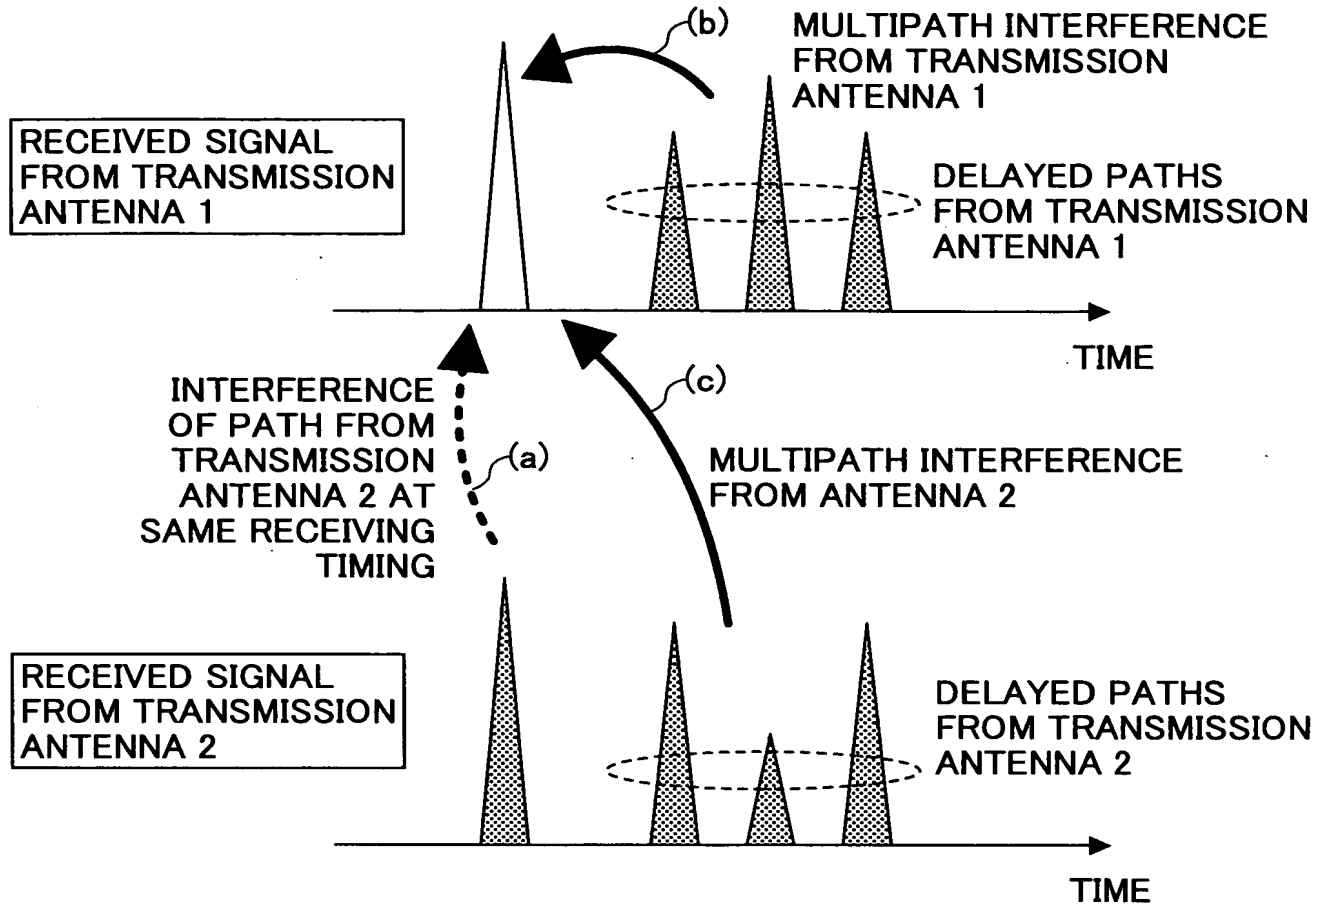 (b)
MULTIPATH INTERFERENCE
FROM TRANSMISSION
ANTENNA 1
RECEIVED SIGNAL
FROM TRANSMISSION
ANTENNA 1
DELAYED PATHS
FROM TRANSMISSION
ANTENNA 1
TIME
INTERFERENCE
OF PATH FROM
TRANSMISSION
ANTENNA 2 AT
SAME RECEIVING
TIMING
(a)
(c)
MULTIPATH INTERFERENCE
FROM ANTENNA 2
RECEIVED SIGNAL
FROM TRANSMISSION
ANTENNA 2
DELAYED PATHS
FROM TRANSMISSION
ANTENNA 2
TIME